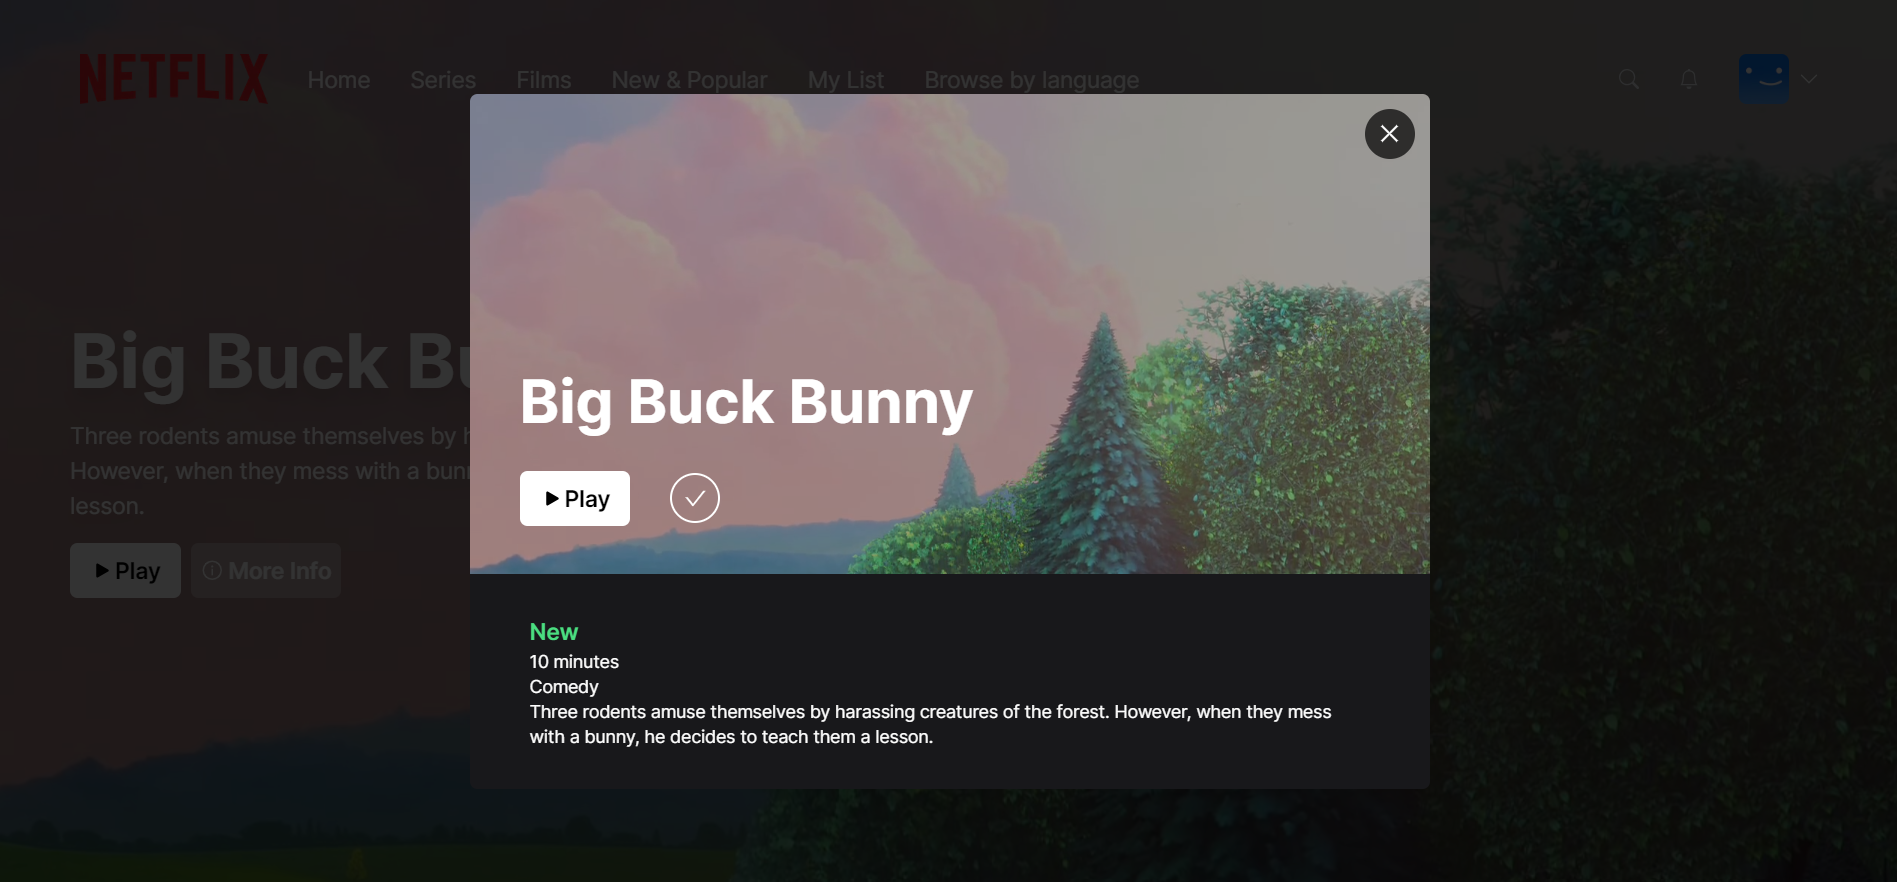 NETFLIX
Home Series Films New & Popular My List Browse by language
Big Buck Bu
Three rodents amuse themselves by h
However, when they mess with a bun
lesson.
Play More Info
Big Buck Bunny
Play
New
10 minutes
Comedy
Three rodents amuse themselves by harassing creatures of the forest. However, when they mess
with a bunny, he decides to teach them a lesson.